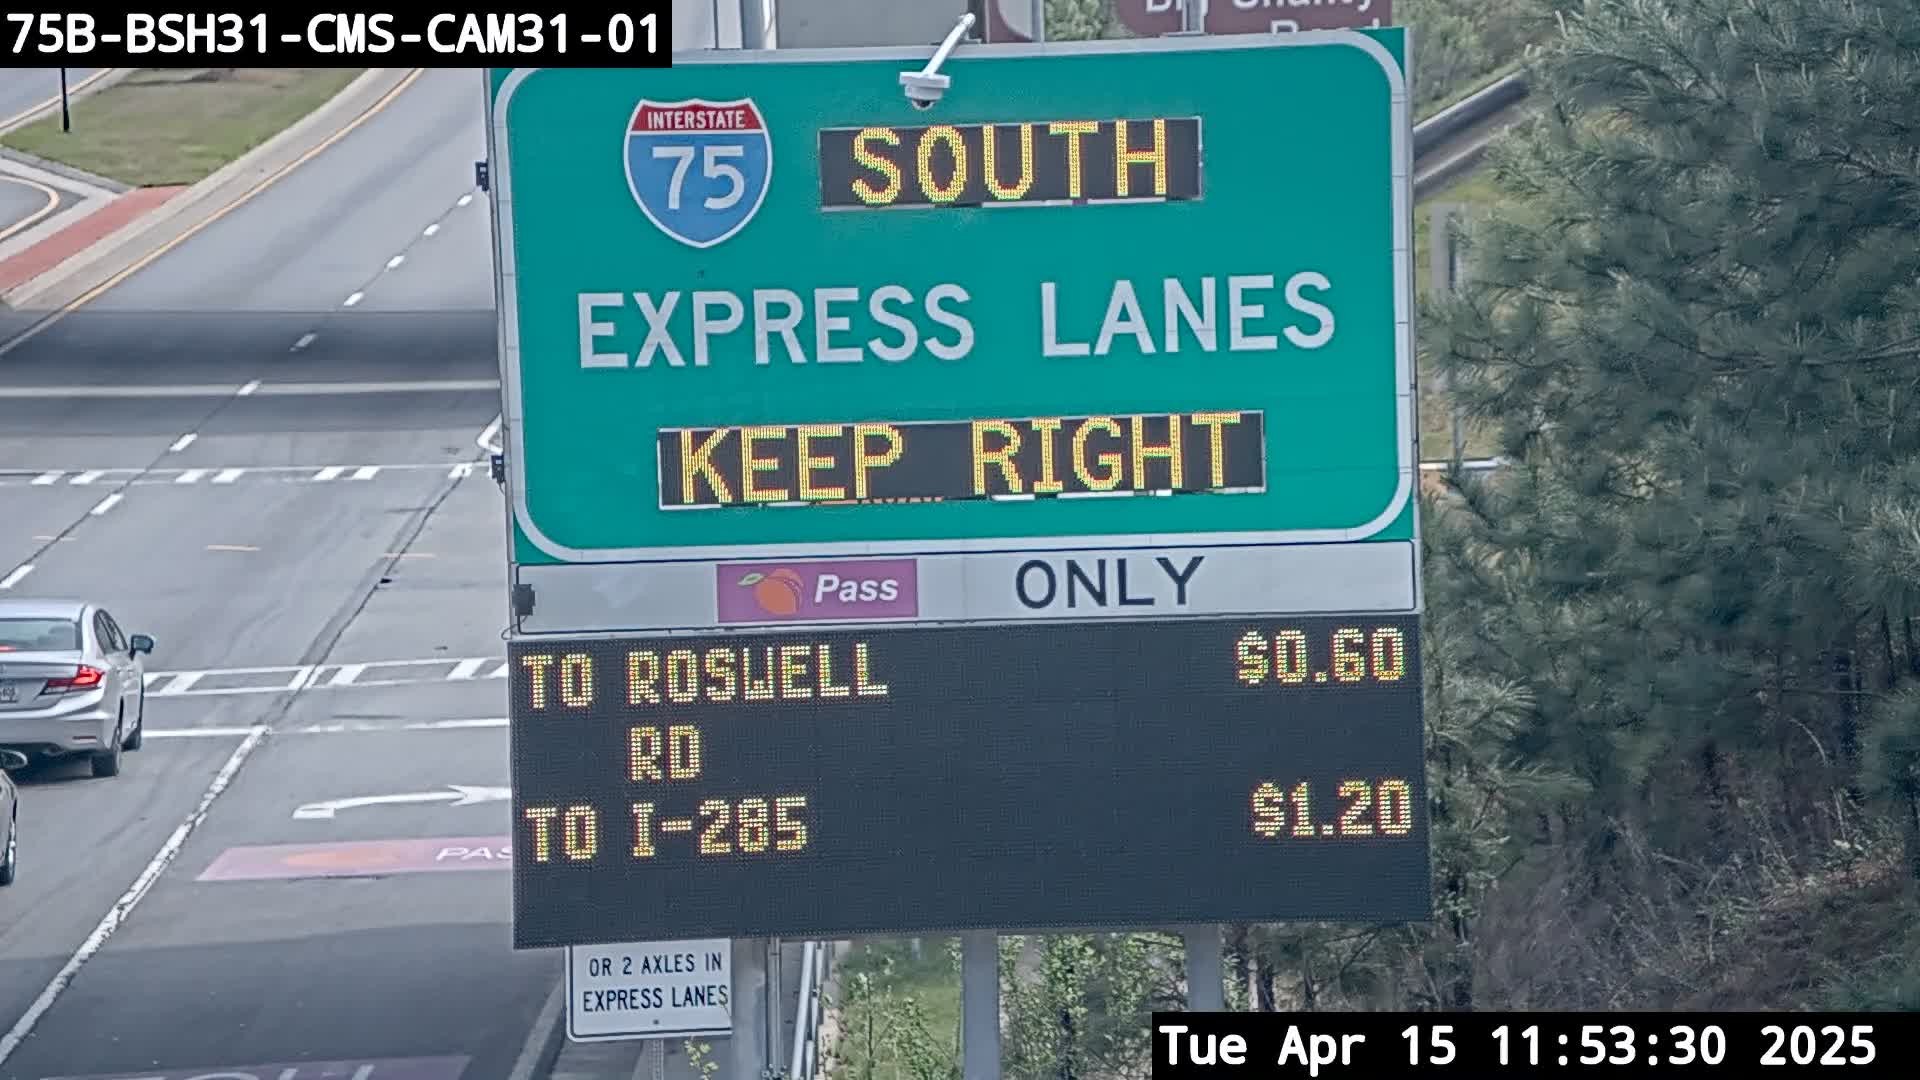 75B-BSH31-CMS-CAM31-01
INTERSTATE
75
SOUTH
EXPRESS LANES
KEEP RIGHT
Pass ONLY
TO ROSWELL $0.60
RD
TO I-285 $1.20
OR 2 AXLES IN
EXPRESS LANES
Tue Apr 15 11:53:30 2025